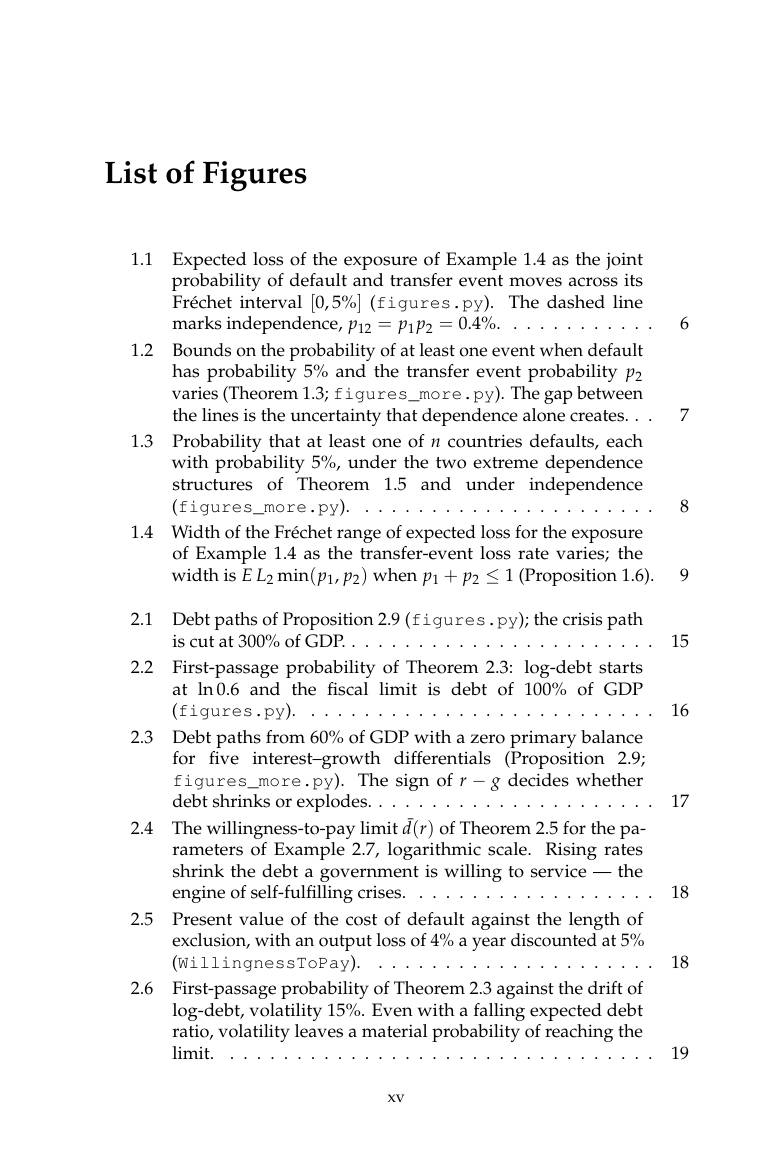 List of Figures
1.1 Expected loss of the exposure of Example 1.4 as the joint
probability of default and transfer event moves across its
Fréchet interval [0, 5%] (figures.py). The dashed line
marks independence, p₁₂ = p₁p₂ = 0.4%. . . . . . . . . . . . 6
1.2 Bounds on the probability of at least one event when default
has probability 5% and the transfer event probability p₂
varies (Theorem 1.3; figures_more.py). The gap between
the lines is the uncertainty that dependence alone creates. . . 7
1.3 Probability that at least one of n countries defaults, each
with probability 5%, under the two extreme dependence
structures of Theorem 1.5 and under independence
(figures_more.py). . . . . . . . . . . . . . . . . . . . . . . 8
1.4 Width of the Fréchet range of expected loss for the exposure
of Example 1.4 as the transfer-event loss rate varies; the
width is E L₂ min(p₁, p₂) when p₁ + p₂ ≤ 1 (Proposition 1.6). 9
2.1 Debt paths of Proposition 2.9 (figures.py); the crisis path
is cut at 300% of GDP. . . . . . . . . . . . . . . . . . . . . . . . 15
2.2 First-passage probability of Theorem 2.3: log-debt starts
at ln 0.6 and the fiscal limit is debt of 100% of GDP
(figures.py). . . . . . . . . . . . . . . . . . . . . . . . . . . 16
2.3 Debt paths from 60% of GDP with a zero primary balance
for five interest–growth differentials (Proposition 2.9;
figures_more.py). The sign of r − g decides whether
debt shrinks or explodes. . . . . . . . . . . . . . . . . . . . . . 17
2.4 The willingness-to-pay limit d̄(r) of Theorem 2.5 for the pa-
rameters of Example 2.7, logarithmic scale. Rising rates
shrink the debt a government is willing to service — the
engine of self-fulfilling crises. . . . . . . . . . . . . . . . . . . 18
2.5 Present value of the cost of default against the length of
exclusion, with an output loss of 4% a year discounted at 5%
(WillingnessToPay). . . . . . . . . . . . . . . . . . . . . . 18
2.6 First-passage probability of Theorem 2.3 against the drift of
log-debt, volatility 15%. Even with a falling expected debt
ratio, volatility leaves a material probability of reaching the
limit. . . . . . . . . . . . . . . . . . . . . . . . . . . . . . . . . 19
xv